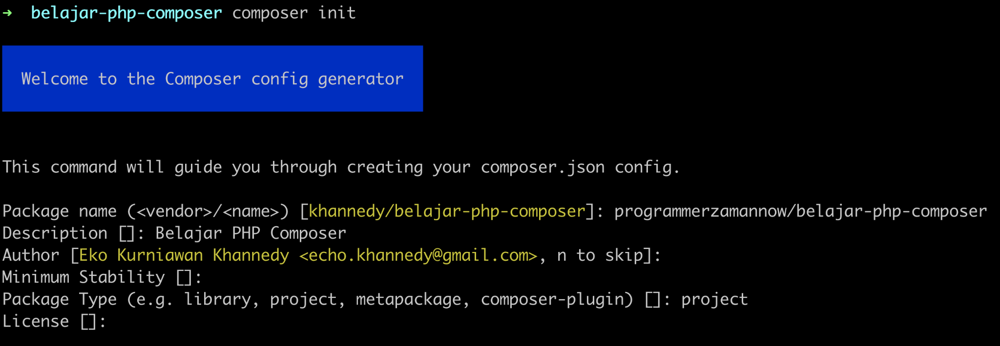 ➜  belajar-php-composer composer init
Welcome to the Composer config generator
This command will guide you through creating your composer.json config.
Package name (<vendor>/<name>) [khannedy/belajar-php-composer]: programmerzamannow/belajar-php-composer
Description []: Belajar PHP Composer
Author [Eko Kurniawan Khannedy <echo.khannedy@gmail.com>, n to skip]:
Minimum Stability []:
Package Type (e.g. library, project, metapackage, composer-plugin) []: project
License []: